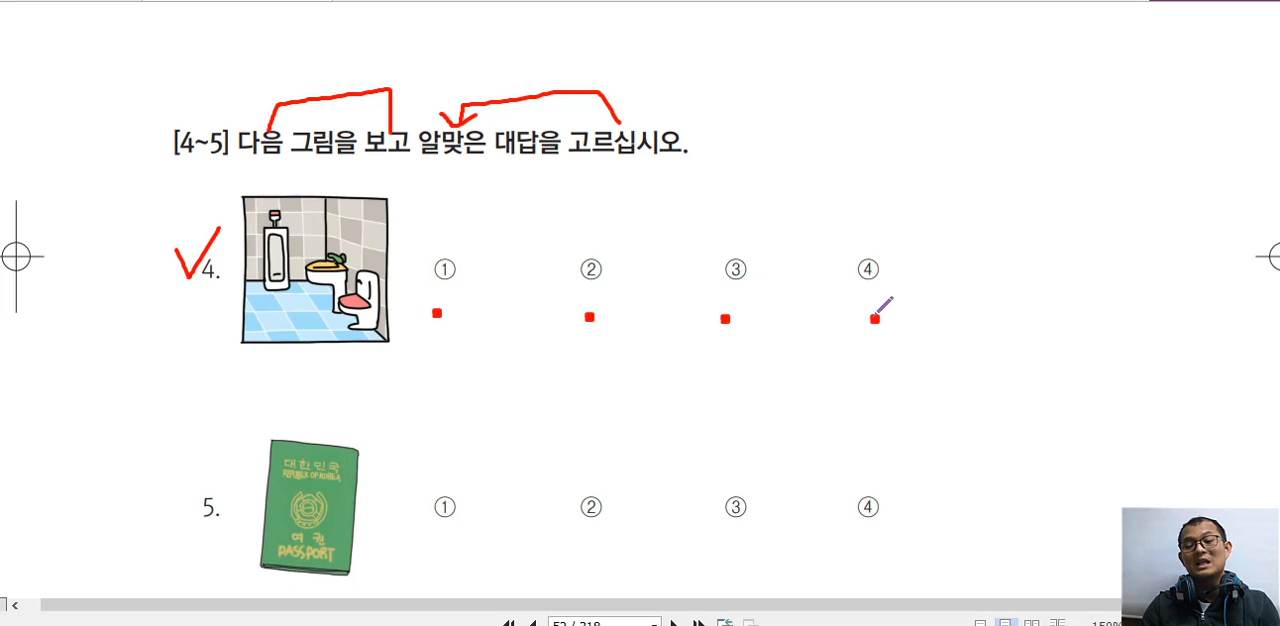 [4~5] 다음 그림을 보고 알맞은 대답을 고르십시오.
4. ① ② ③ ④
대한민국
REPUBLIC OF KOREA
여권
PASSPORT
5. ① ② ③ ④